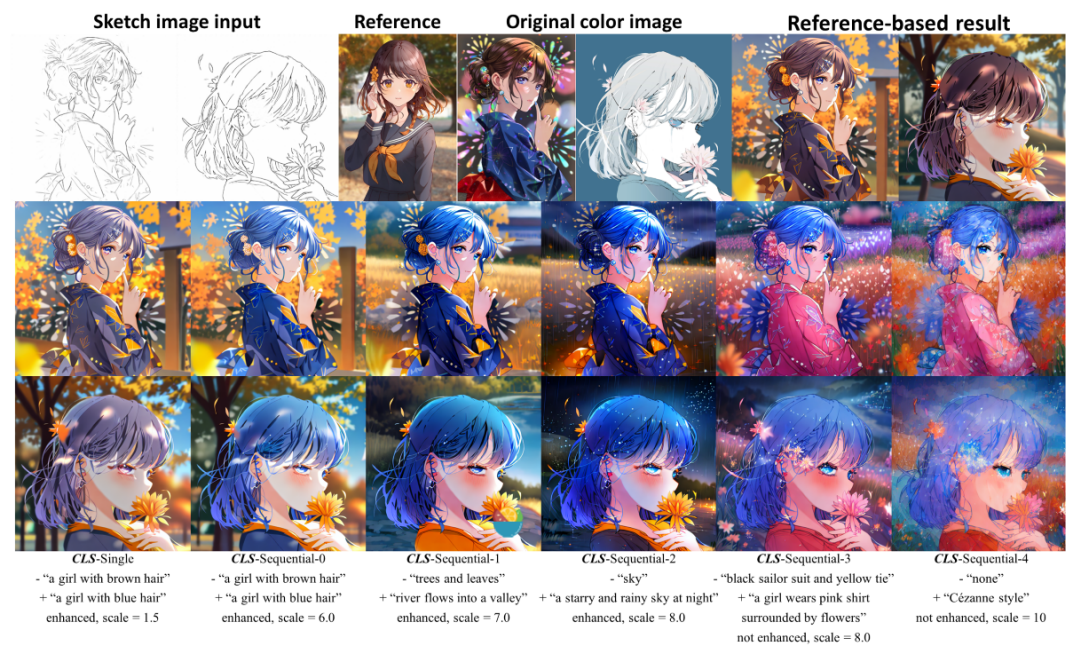 Sketch image input Reference Original color image Reference-based result
CLS-Single CLS-Sequential-0 CLS-Sequential-1 CLS-Sequential-2 CLS-Sequential-3 CLS-Sequential-4
- “a girl with brown hair” - “a girl with brown hair” - “trees and leaves” - “sky” - “black sailor suit and yellow tie” - “none”
+ “a girl with blue hair” + “a girl with blue hair” + “river flows into a valley” + “a starry and rainy sky at night” + “a girl wears pink shirt + “Cézanne style”
enhanced, scale = 1.5 enhanced, scale = 6.0 enhanced, scale = 7.0 enhanced, scale = 8.0 surrounded by flowers” not enhanced, scale = 10
not enhanced, scale = 8.0